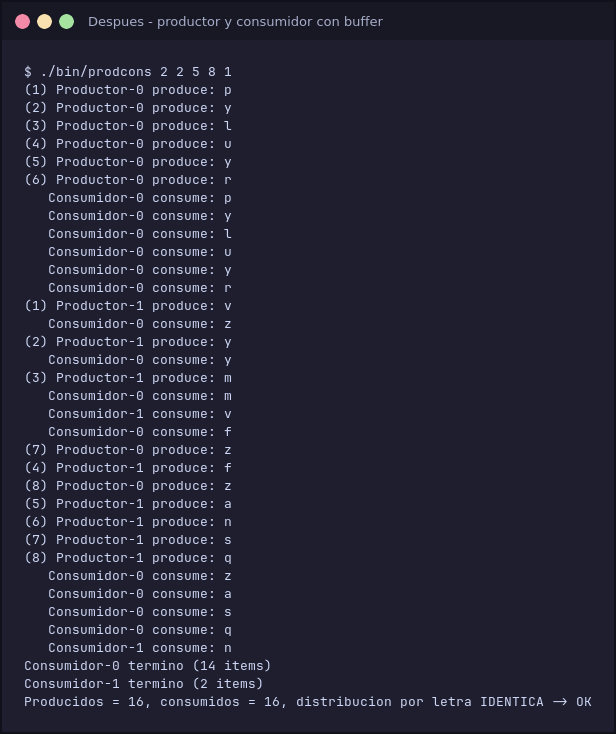 Despues - productor y consumidor con buffer
$ ./bin/prodcons 2 2 5 8 1
(1) Productor-0 produce: p
(2) Productor-0 produce: y
(3) Productor-0 produce: l
(4) Productor-0 produce: u
(5) Productor-0 produce: y
(6) Productor-0 produce: r
   Consumidor-0 consume: p
   Consumidor-0 consume: y
   Consumidor-0 consume: l
   Consumidor-0 consume: u
   Consumidor-0 consume: y
   Consumidor-0 consume: r
(1) Productor-1 produce: v
   Consumidor-0 consume: z
(2) Productor-1 produce: y
   Consumidor-0 consume: y
(3) Productor-1 produce: m
   Consumidor-0 consume: m
   Consumidor-1 consume: v
   Consumidor-0 consume: f
(7) Productor-0 produce: z
(4) Productor-1 produce: f
(8) Productor-0 produce: z
(5) Productor-1 produce: a
(6) Productor-1 produce: n
(7) Productor-1 produce: s
(8) Productor-1 produce: q
   Consumidor-0 consume: z
   Consumidor-0 consume: a
   Consumidor-0 consume: s
   Consumidor-0 consume: q
   Consumidor-1 consume: n
Consumidor-0 termino (14 items)
Consumidor-1 termino (2 items)
Producidos = 16, consumidos = 16, distribucion por letra IDENTICA -> OK